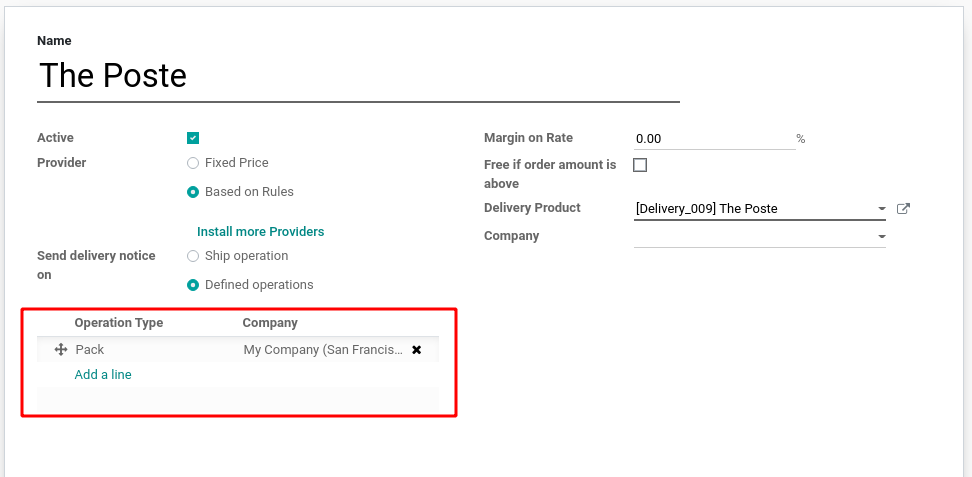 Name
The Poste
Active
Provider
Fixed Price
Based on Rules
Install more Providers
Send delivery notice
on
Ship operation
Defined operations
Margin on Rate
0.00
%
Free if order amount is
above
Delivery Product
[Delivery_009] The Poste
Company
Operation Type Company
Pack My Company (San Francis...
Add a line